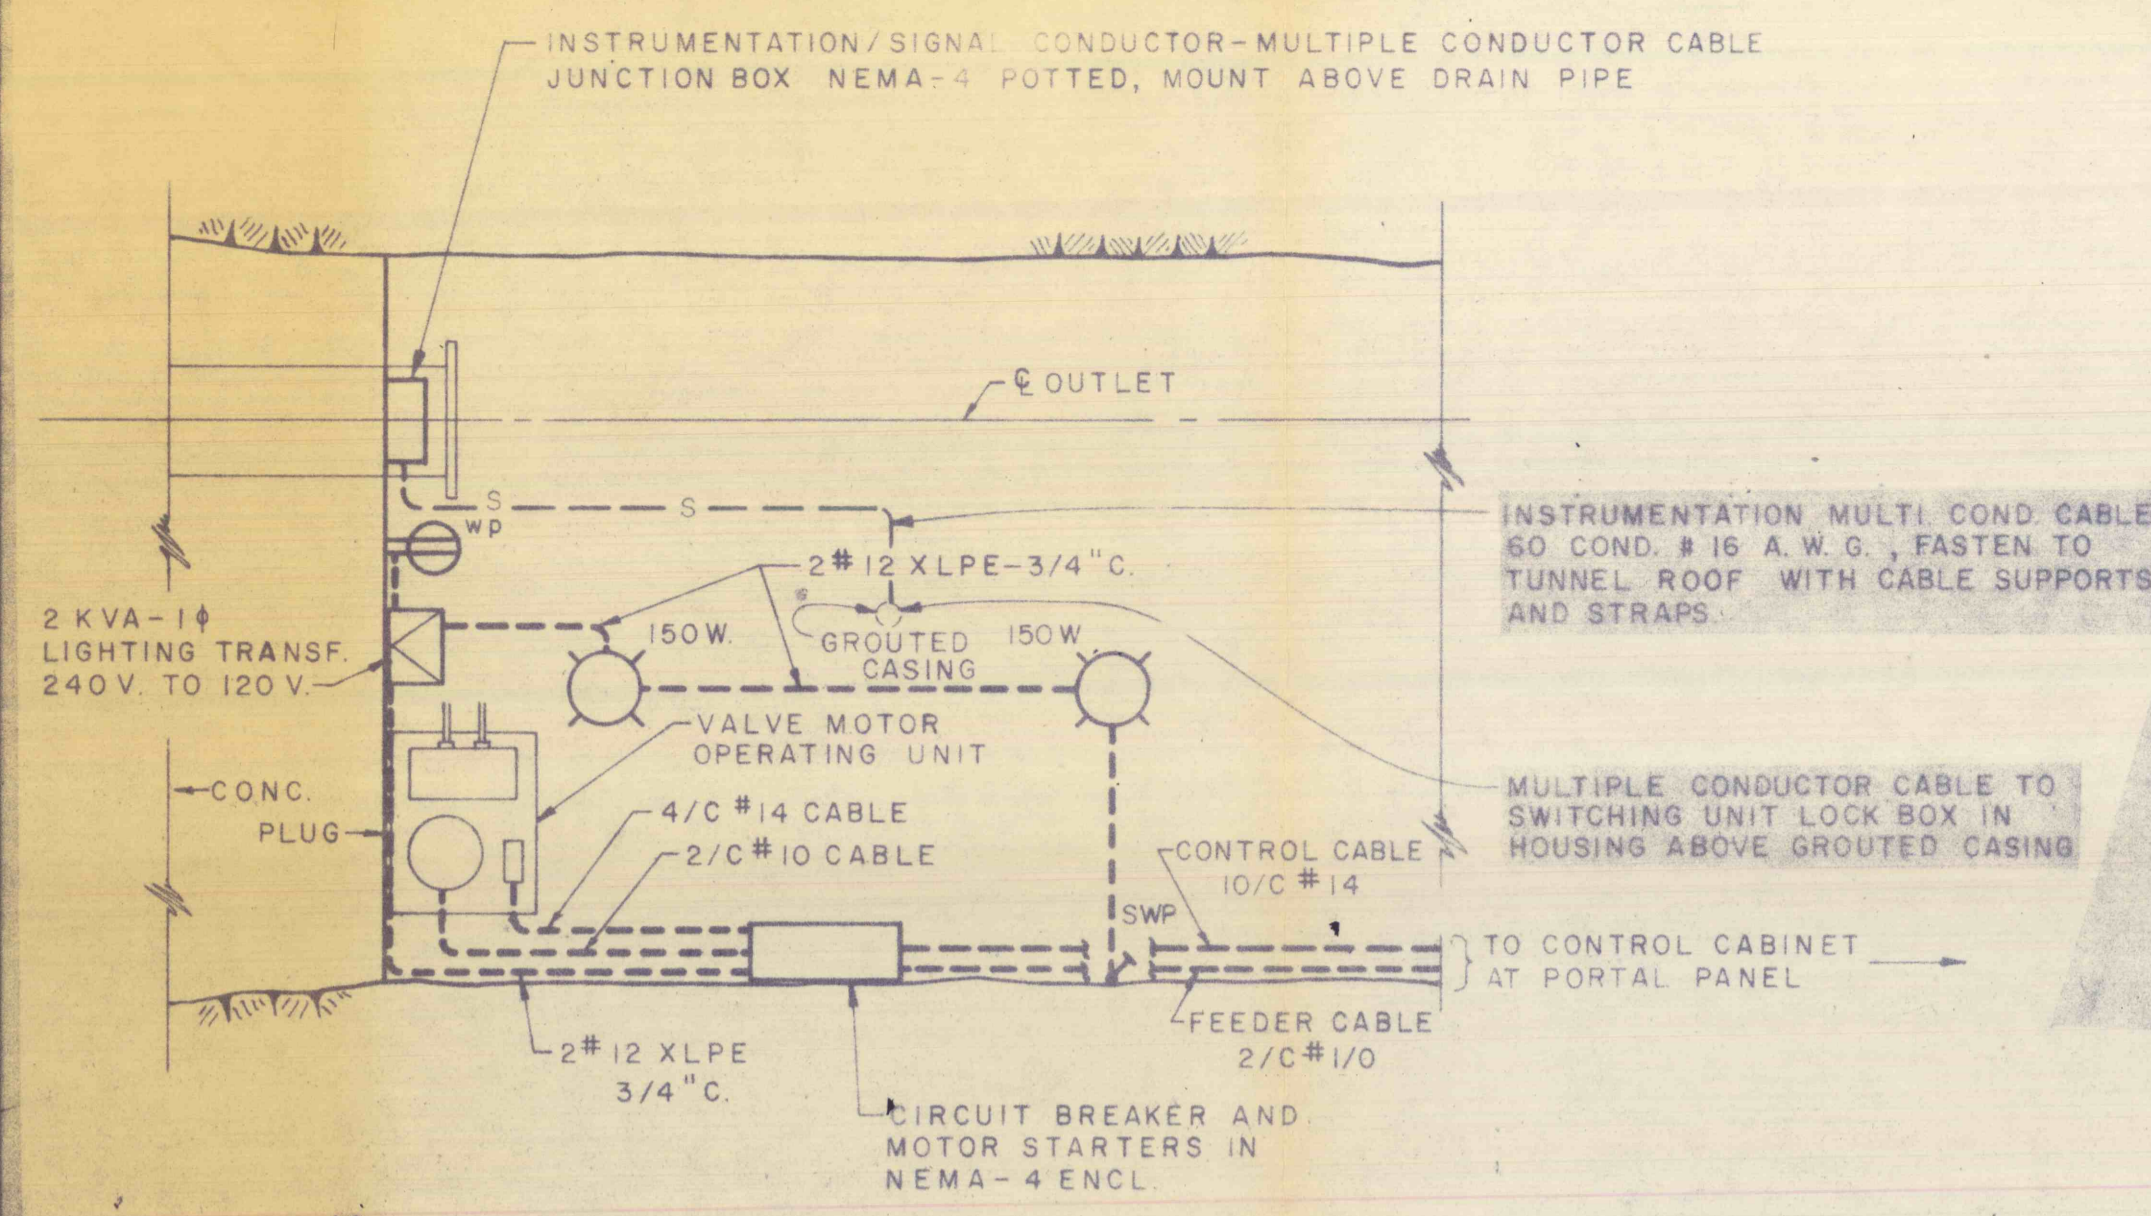 INSTRUMENTATION/SIGNAL CONDUCTOR-MULTIPLE CONDUCTOR CABLE
JUNCTION BOX NEMA-4 POTTED, MOUNT ABOVE DRAIN PIPE
℄ OUTLET
S
S
WP
INSTRUMENTATION MULTI COND. CABLE
60 COND. # 16 A. W. G. , FASTEN TO
TUNNEL ROOF WITH CABLE SUPPORTS
AND STRAPS.
2#12 XLPE-3/4"C.
2 KVA-1ϕ
LIGHTING TRANSF.
240V. TO 120V.
150W.
GROUTED
CASING
150W
VALVE MOTOR
OPERATING UNIT
CONC.
PLUG
4/C #14 CABLE
2/C #10 CABLE
MULTIPLE CONDUCTOR CABLE TO
SWITCHING UNIT LOCK BOX IN
HOUSING ABOVE GROUTED CASING
CONTROL CABLE
10/C #14
SWP
TO CONTROL CABINET
AT PORTAL PANEL
FEEDER CABLE
2/C #1/0
2#12 XLPE
3/4"C.
CIRCUIT BREAKER AND
MOTOR STARTERS IN
NEMA-4 ENCL.